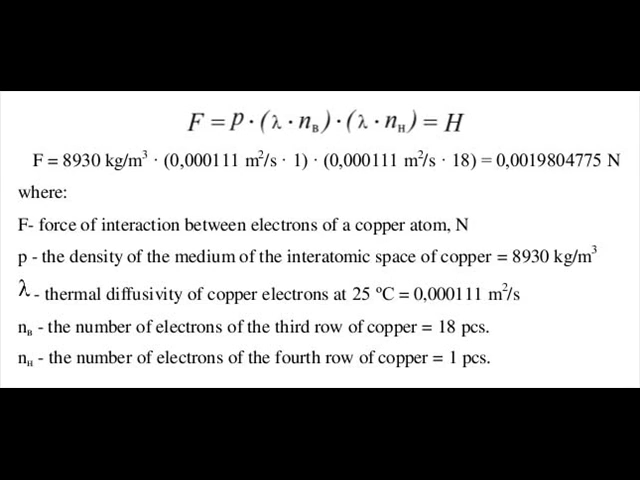 F = p · (λ · nв) · (λ · nн) = H
F = 8930 kg/m³ · (0,000111 m²/s · 1) · (0,000111 m²/s · 18) = 0,0019804775 N
where:
F- force of interaction between electrons of a copper atom, N
p - the density of the medium of the interatomic space of copper = 8930 kg/m³
λ - thermal diffusivity of copper electrons at 25 ºC = 0,000111 m²/s
nв - the number of electrons of the third row of copper = 18 pcs.
nн - the number of electrons of the fourth row of copper = 1 pcs.